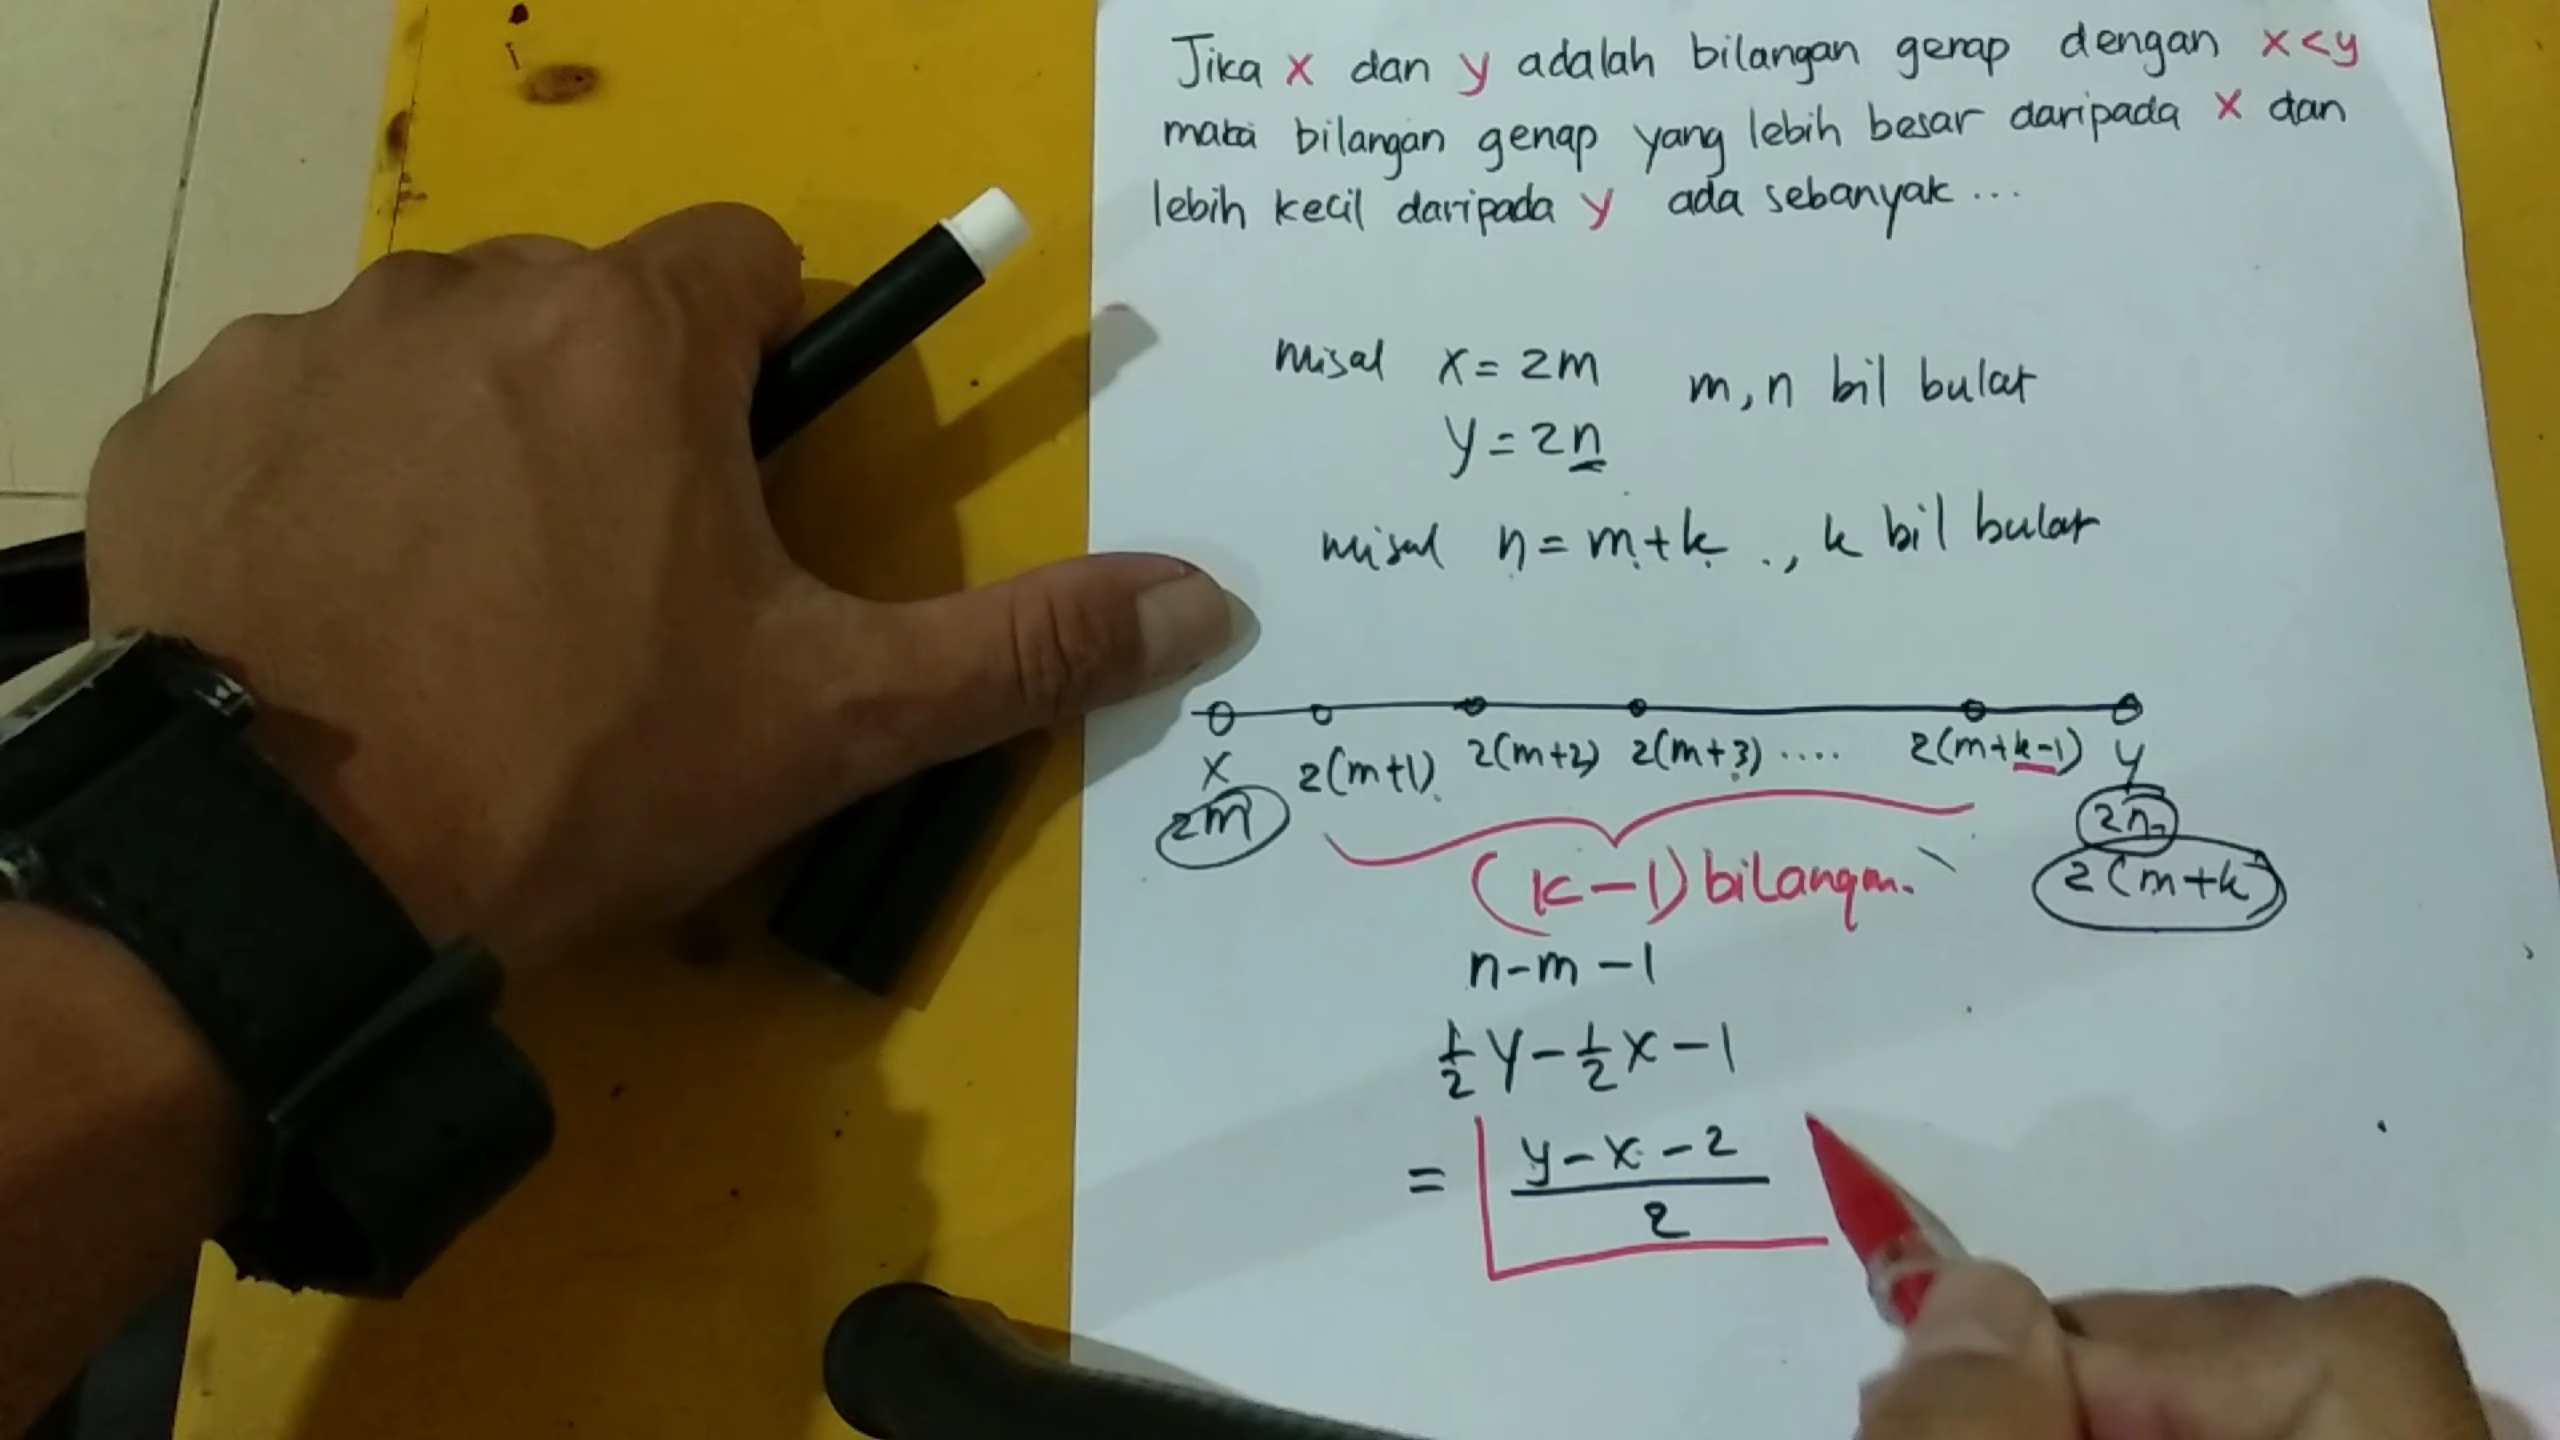 Jika x dan y adalah bilangan genap dengan x<y
maka bilangan genap yang lebih besar daripada x dan
lebih kecil daripada y ada sebanyak ...
misal x = 2m m, n bil bulat
y = 2n
misal n = m+k , k bil bulat
x 2(m+1) 2(m+2) 2(m+3) .... 2(m+k-1) y
2m 2n
(k-1) bilangan. 2(m+k)
n-m-1
1/2 y - 1/2 x - 1
= y-x-2
2